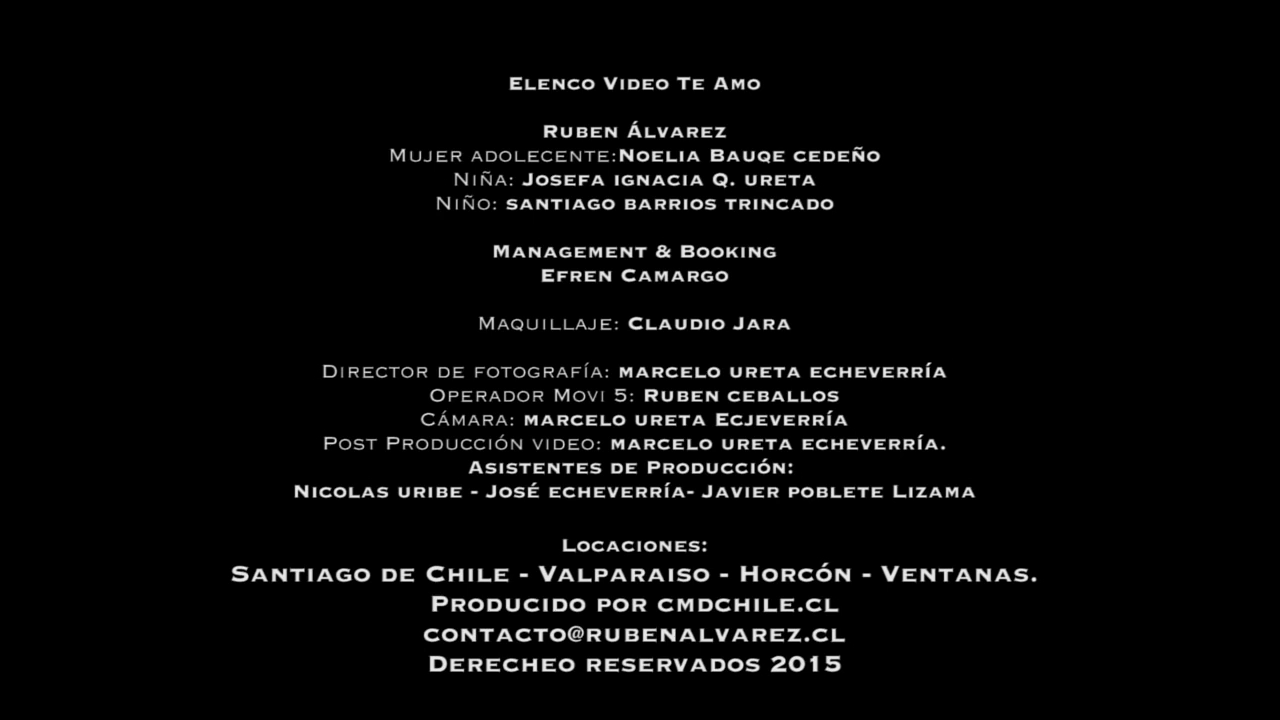 Elenco Video Te Amo
Ruben Álvarez
Mujer adolecente:Noelia Bauqe cedeño
Niña: Josefa ignacia Q. ureta
Niño: santiago barrios trincado
Management & Booking
Efren Camargo
Maquillaje: Claudio Jara
Director de fotografía: marcelo ureta echeverría
Operador Movi 5: Ruben ceballos
Cámara: marcelo ureta Ecjeverría
Post Producción video: marcelo ureta echeverría.
Asistentes de Producción:
Nicolas uribe - José echeverría- Javier poblete Lizama
Locaciones:
Santiago de Chile - Valparaiso - Horcón - Ventanas.
Producido por cmdchile.cl
contacto@rubenalvarez.cl
Derecheo reservados 2015